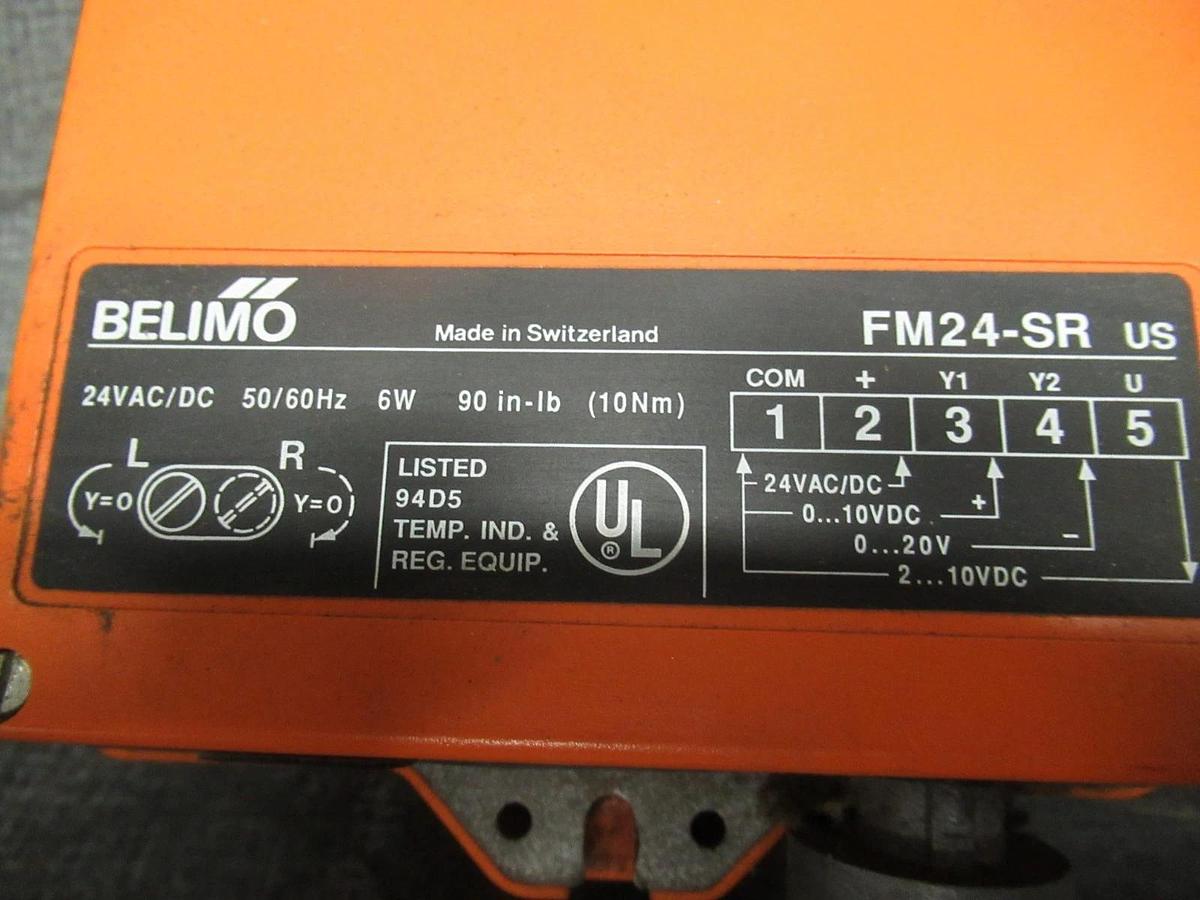 BELIMO Made in Switzerland FM24-SR US
24VAC/DC 50/60Hz 6W 90 in-lb (10Nm)
COM + Y1 Y2 U
1 2 3 4 5
L R
Y=0 Y=0
LISTED
94D5
TEMP. IND. &
REG. EQUIP.
UL ®
24VAC/DC
0...10VDC +
0...20V -
2...10VDC